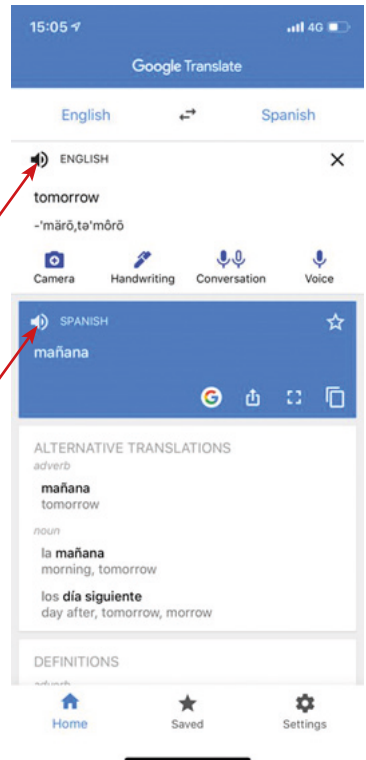 15:05 4G
Google Translate
English Spanish
ENGLISH
tomorrow
-'märō,tə'môrō
Camera Handwriting Conversation Voice
SPANISH
mañana
G
ALTERNATIVE TRANSLATIONS
adverb
mañana
tomorrow
noun
la mañana
morning, tomorrow
los día siguiente
day after, tomorrow, morrow
DEFINITIONS
adverb
Home Saved Settings